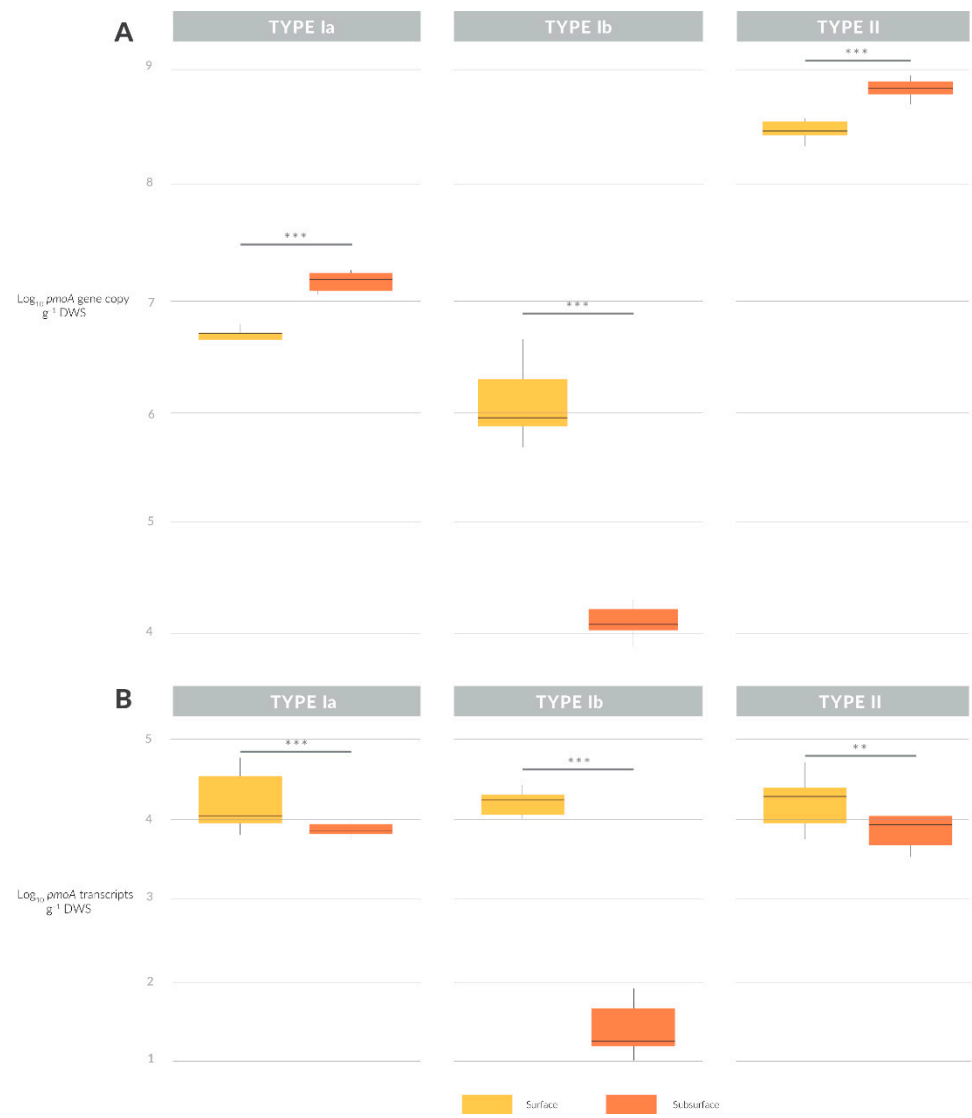 A
TYPE Ia
TYPE Ib
TYPE II
9
8
7
6
5
4
Log₁₀ pmoA gene copy
g⁻¹ DWS
***
***
***
B
TYPE Ia
TYPE Ib
TYPE II
5
4
3
2
1
Log₁₀ pmoA transcripts
g⁻¹ DWS
***
***
**
Surface
Subsurface